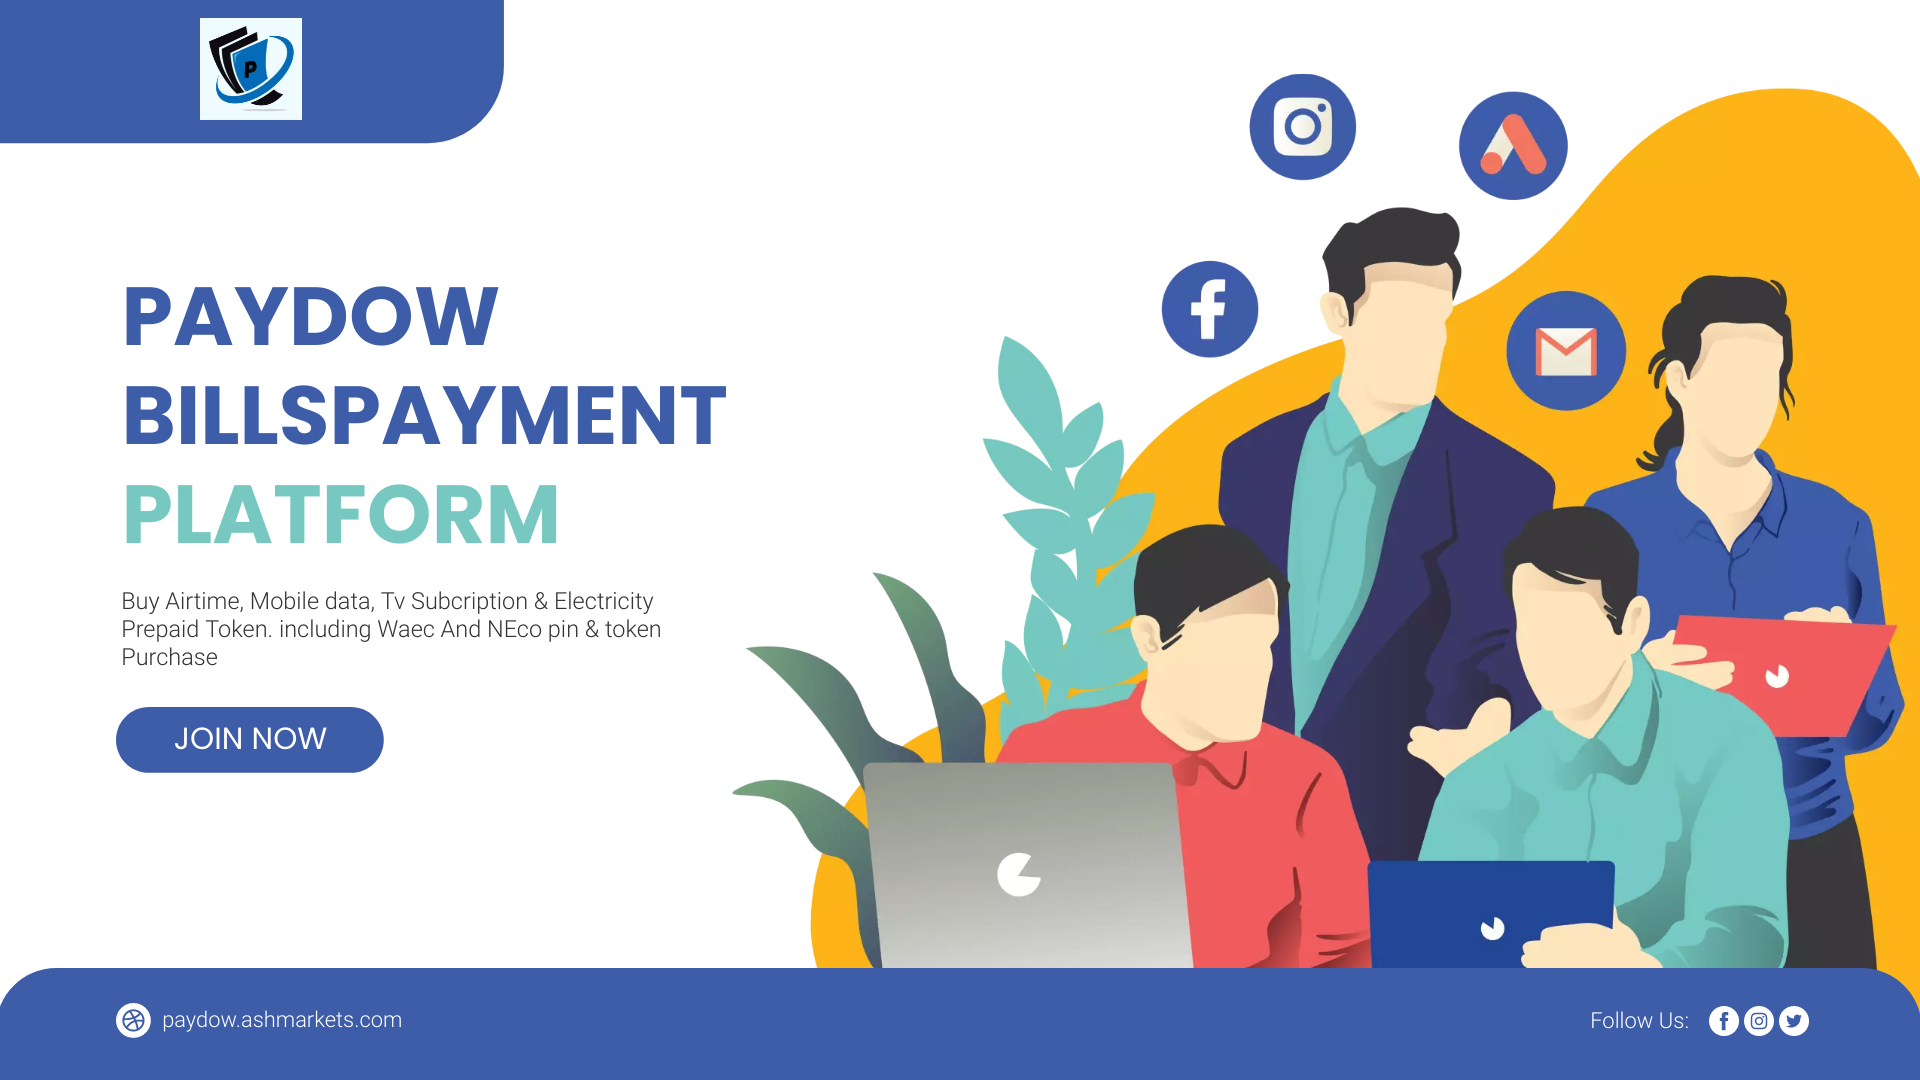 P
PAYDOW
BILLSPAYMENT
PLATFORM
Buy Airtime, Mobile data, Tv Subcription & Electricity
Prepaid Token. including Waec And NEco pin & token
Purchase
JOIN NOW
paydow.ashmarkets.com
Follow Us: